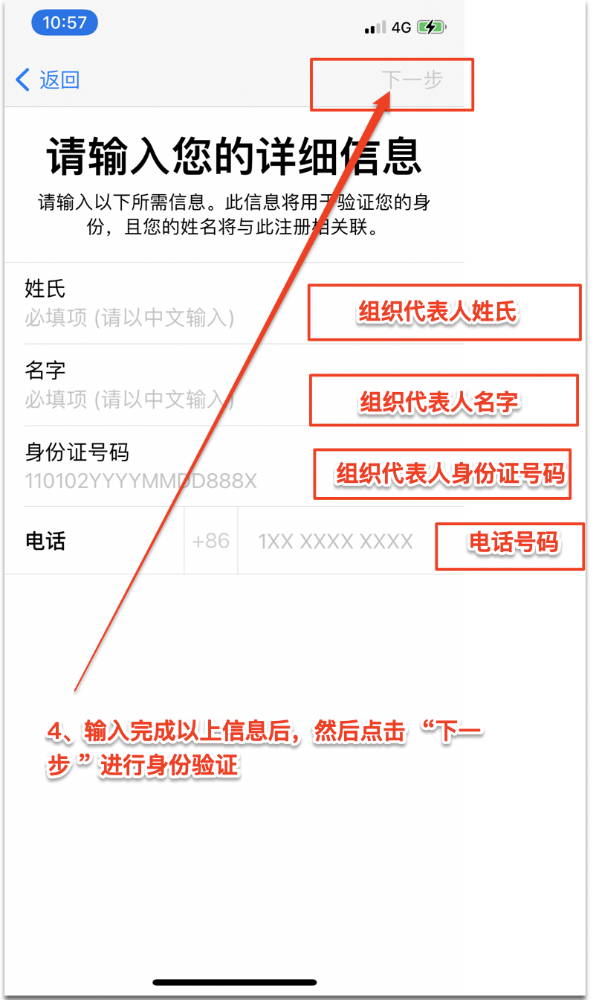 10:57
4G
返回
下一步
请输入您的详细信息
请输入以下所需信息。此信息将用于验证您的身
份，且您的姓名将与此注册相关联。
姓氏
必填项 (请以中文输入)
组织代表人姓氏
名字
必填项 (请以中文输入)
组织代表人名字
身份证号码
110102YYYYMMDD888X
组织代表人身份证号码
电话
+86
1XX XXXX XXXX
电话号码
4、输入完成以上信息后，然后点击 “下一
步 ” 进行身份验证